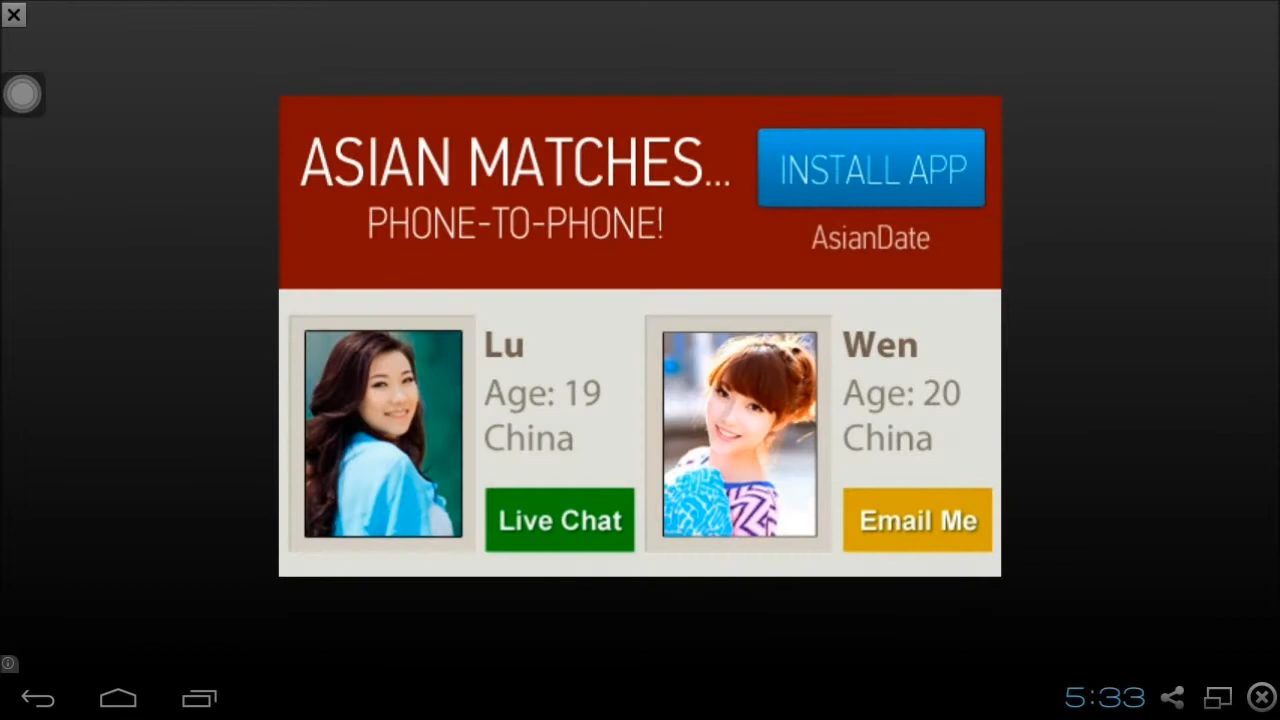 ASIAN MATCHES...
PHONE-TO-PHONE!
INSTALL APP
AsianDate
Lu
Age: 19
China
Live Chat
Wen
Age: 20
China
Email Me
5:33